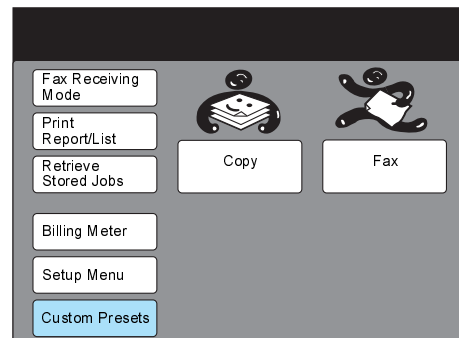 Fax Receiving
Mode
Print
Report/List
Retrieve
Stored Jobs
Billing Meter
Setup Menu
Custom Presets
Copy
Fax